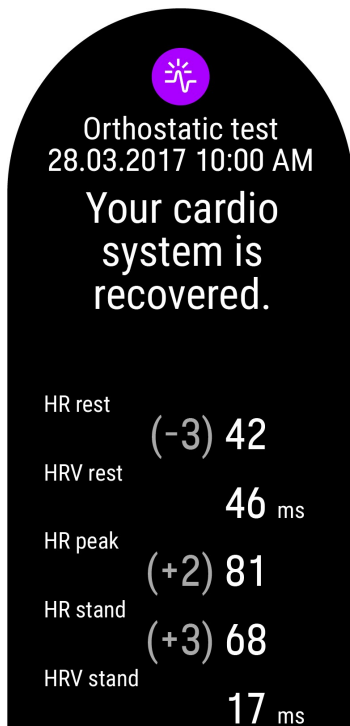 Orthostatic test
28.03.2017 10:00 AM
Your cardio
system is
recovered.
HR rest
(-3) 42
HRV rest
46 ms
HR peak
(+2) 81
HR stand
(+3) 68
HRV stand
17 ms